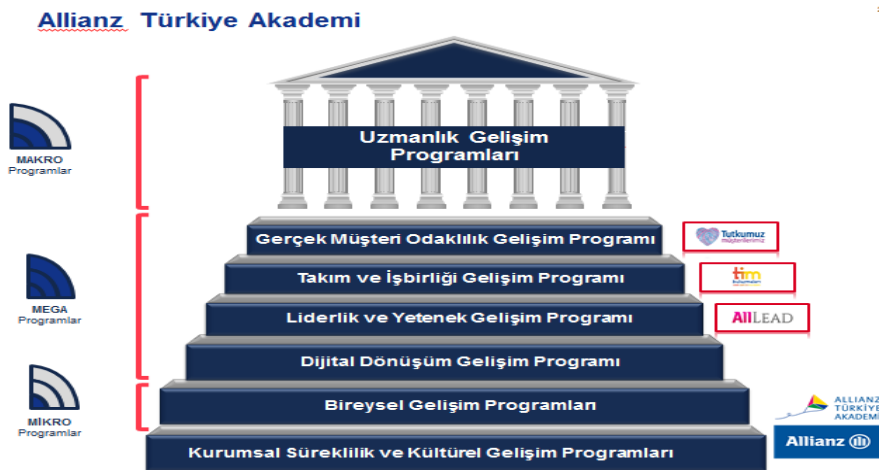 Allianz Türkiye Akademi
Uzmanlık Gelişim
Programları
MAKRO
Programlar
Gerçek Müşteri Odaklılık Gelişim Programı
Tutkumuz
müşterilerimiz
Takım ve İşbirliği Gelişim Programı
tim
MEGA
Programlar
Liderlik ve Yetenek Gelişim Programı
AllLEAD
Dijital Dönüşüm Gelişim Programı
Bireysel Gelişim Programları
MİKRO
Programlar
ALLIANZ
TÜRKİYE
AKADEMİ
Allianz
Kurumsal Süreklilik ve Kültürel Gelişim Programları